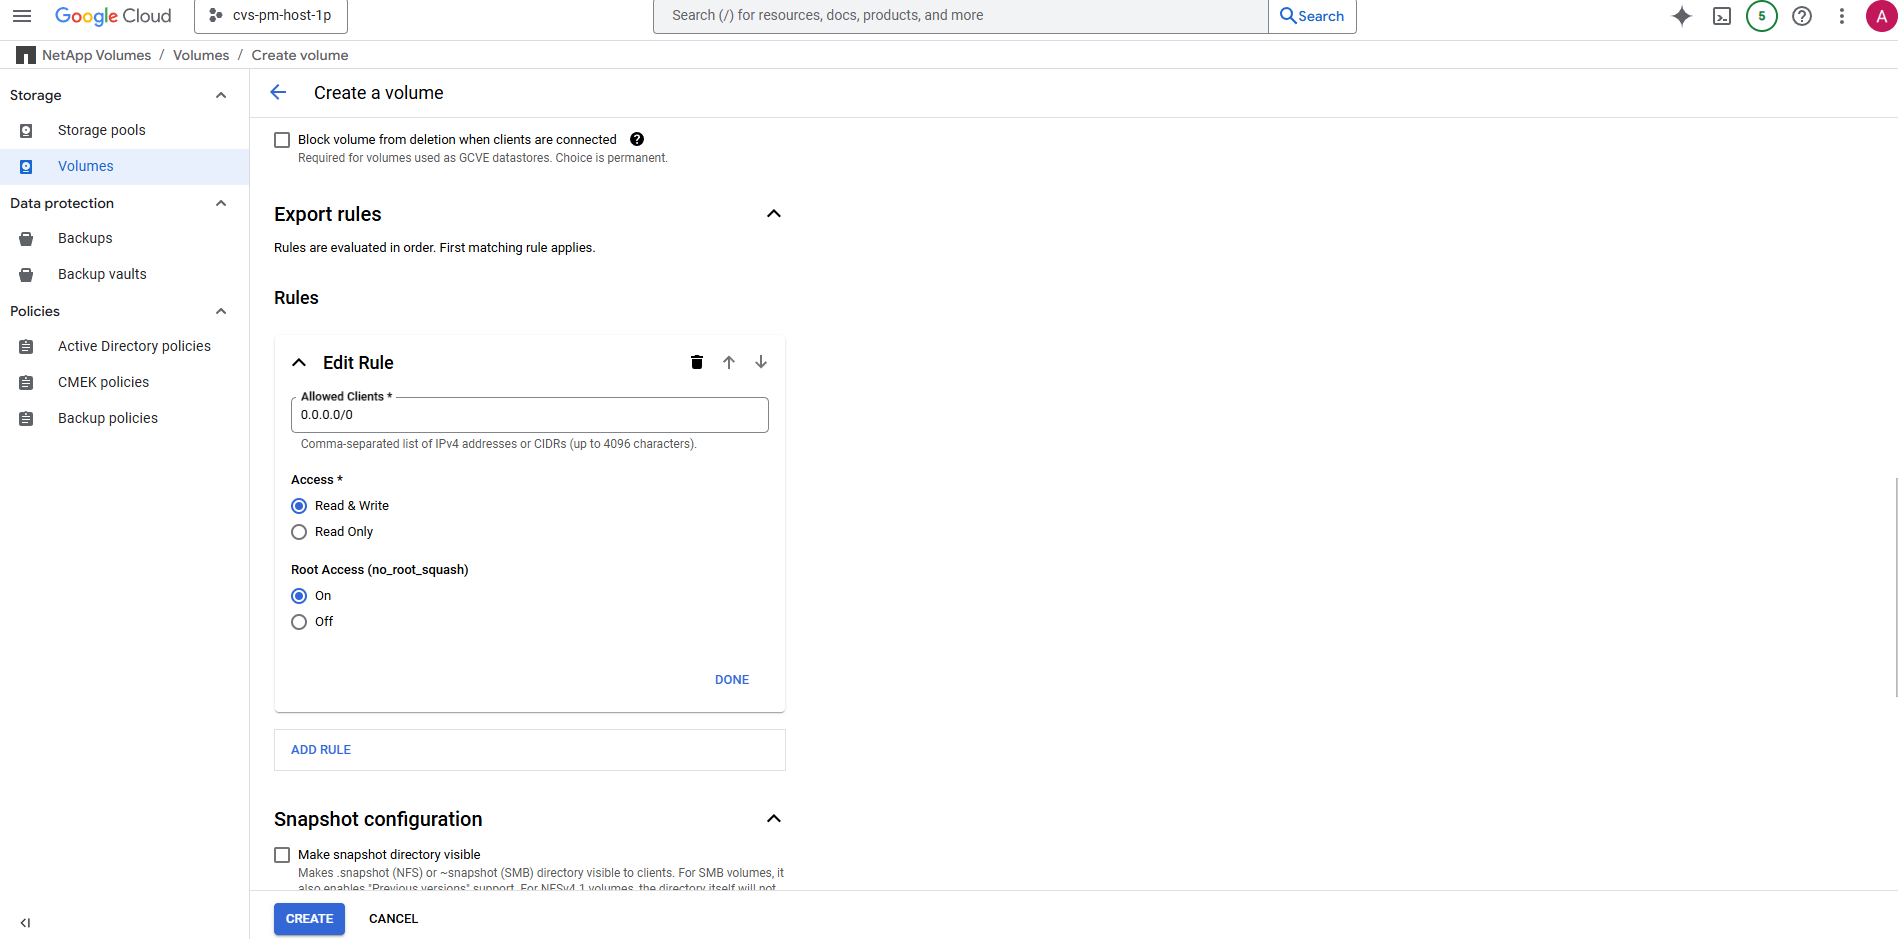 Google Cloud
cvs-pm-host-1p
Search (/) for resources, docs, products, and more
Search
5
A
NetApp Volumes / Volumes / Create volume
Storage
Storage pools
Volumes
Data protection
Backups
Backup vaults
Policies
Active Directory policies
CMEK policies
Backup policies
Create a volume
Block volume from deletion when clients are connected
Required for volumes used as GCVE datastores. Choice is permanent.
Export rules
Rules are evaluated in order. First matching rule applies.
Rules
Edit Rule
Allowed Clients *
0.0.0.0/0
Comma-separated list of IPv4 addresses or CIDRs (up to 4096 characters).
Access *
Read & Write
Read Only
Root Access (no_root_squash)
On
Off
DONE
ADD RULE
Snapshot configuration
Make snapshot directory visible
Makes .snapshot (NFS) or ~snapshot (SMB) directory visible to clients. For SMB volumes, it
also enables "Previous versions" support. For NFSv4.1 volumes, the directory itself will not
CREATE
CANCEL